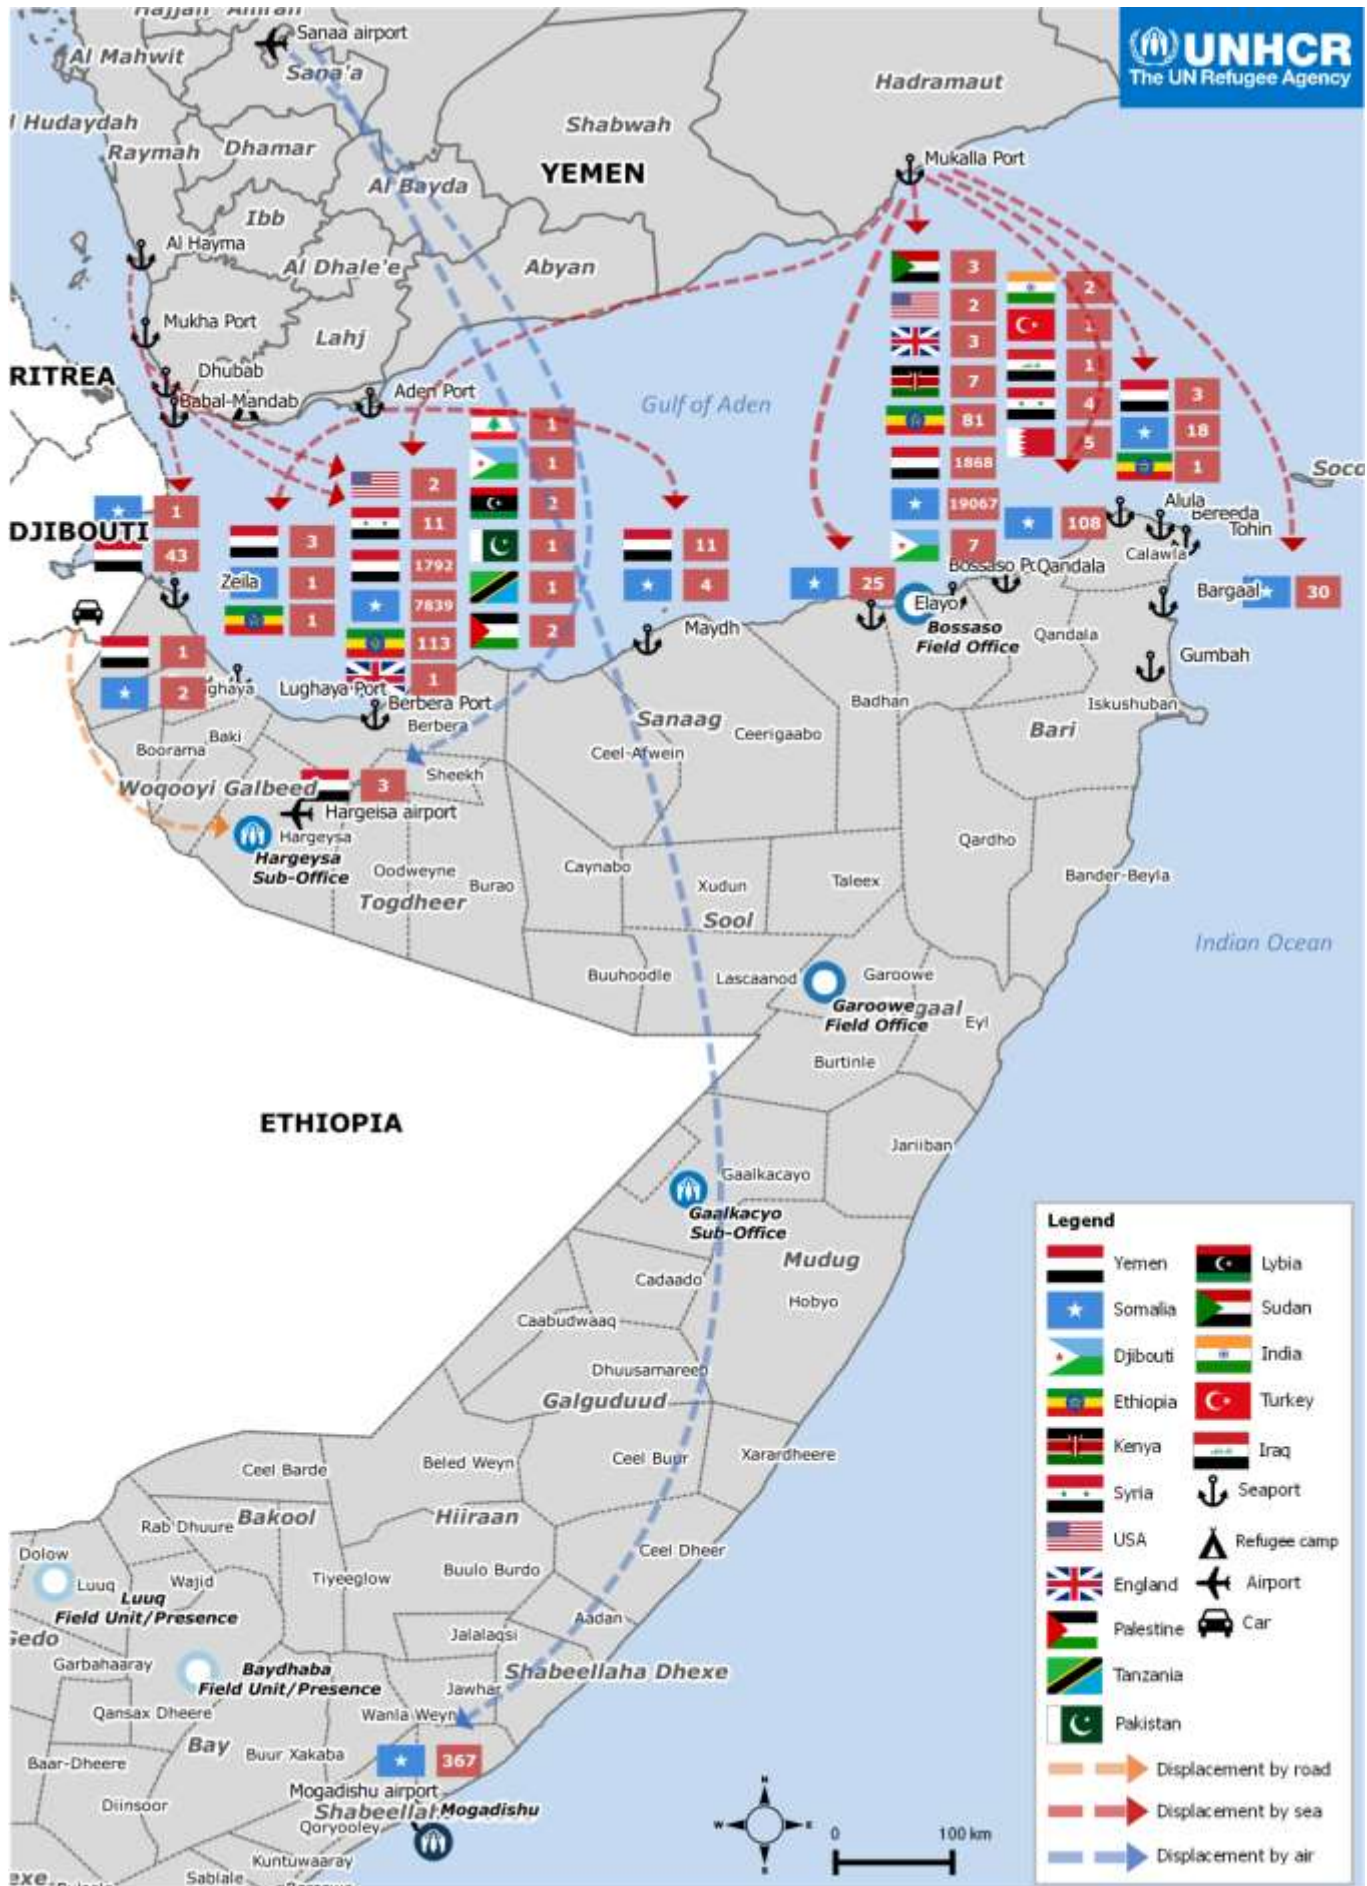 Hajjah Amran
Sanaa airport
UNHCR
The UN Refugee Agency
Al Mahwit
Sana'a
Hadramaut
l Hudaydah
Shabwah
Raymah
Dhamar
YEMEN
Mukalla Port
Al Bayda
Ibb
Al Hayma
Al Dhale'e
Abyan
3
2
2
Mukha Port
Lahj
1
3
1
RITREA
Dhubab
7
Babal-Mandab
Aden Port
Gulf of Aden
4
3
1
81
5
18
1
1868
1
2
2
19067
Soco
1
11
108
Alula
Bereeda
DJIBOUTI
43
3
1792
1
11
7
Tohin
Calawla
Zeila
1
7839
1
4
25
Bossaso Po
Qandala
Bargaal
30
Elayo
1
113
2
Maydh
Bossaso
Field Office
Qandala
1
1
Gumbah
2
ghaya
Lughaya Port
Berbera Port
Berbera
Badhan
Iskushuban
Sanaag
Bari
Baki
Ceerigaabo
Boorama
Ceel-Afwein
Woqooyi Galbeed
3
Sheekh
Hargeisa airport
Hargeysa
Hargeysa
Sub-Office
Qardho
Oodweyne
Caynabo
Burao
Xudun
Taleex
Bander-Beyla
Togdheer
Sool
Indian Ocean
Buuhoodle
Lascaanod
Garoowe
Garoowe
Field Office
gaal
Eyl
Burtinle
ETHIOPIA
Jariiban
Gaalkacayo
Gaalkacyo
Sub-Office
Mudug
Cadaado
Hobyo
Caabudwaaq
Dhuusamareeb
Galguduud
Ceel Barde
Beled Weyn
Ceel Buur
Xarardheere
Rab Dhuure
Bakool
Hiiraan
Dolow
Ceel Dheer
Luuq
Wajid
Tiyeeglow
Buulo Burdo
Luuq
Field Unit/Presence
Aadan
Gedo
Jalalaqsi
Garbahaaray
Baydhaba
Field Unit/Presence
Shabeellaha Dhexe
Jawhar
Qansax Dheere
Wanla Weyn
Bay
Buur Xakaba
Baar-Dheere
367
Mogadishu airport
Diinsoor
Shabeellah
Mogadishu
Qoryooley
Kuntuwaaray
exe
Sablale
N
W
E
S
0
100 km
Legend
Yemen
Lybia
Somalia
Sudan
Djibouti
India
Ethiopia
Turkey
Kenya
Iraq
Syria
Seaport
USA
Refugee camp
England
Airport
Palestine
Car
Tanzania
Pakistan
Displacement by road
Displacement by sea
Displacement by air